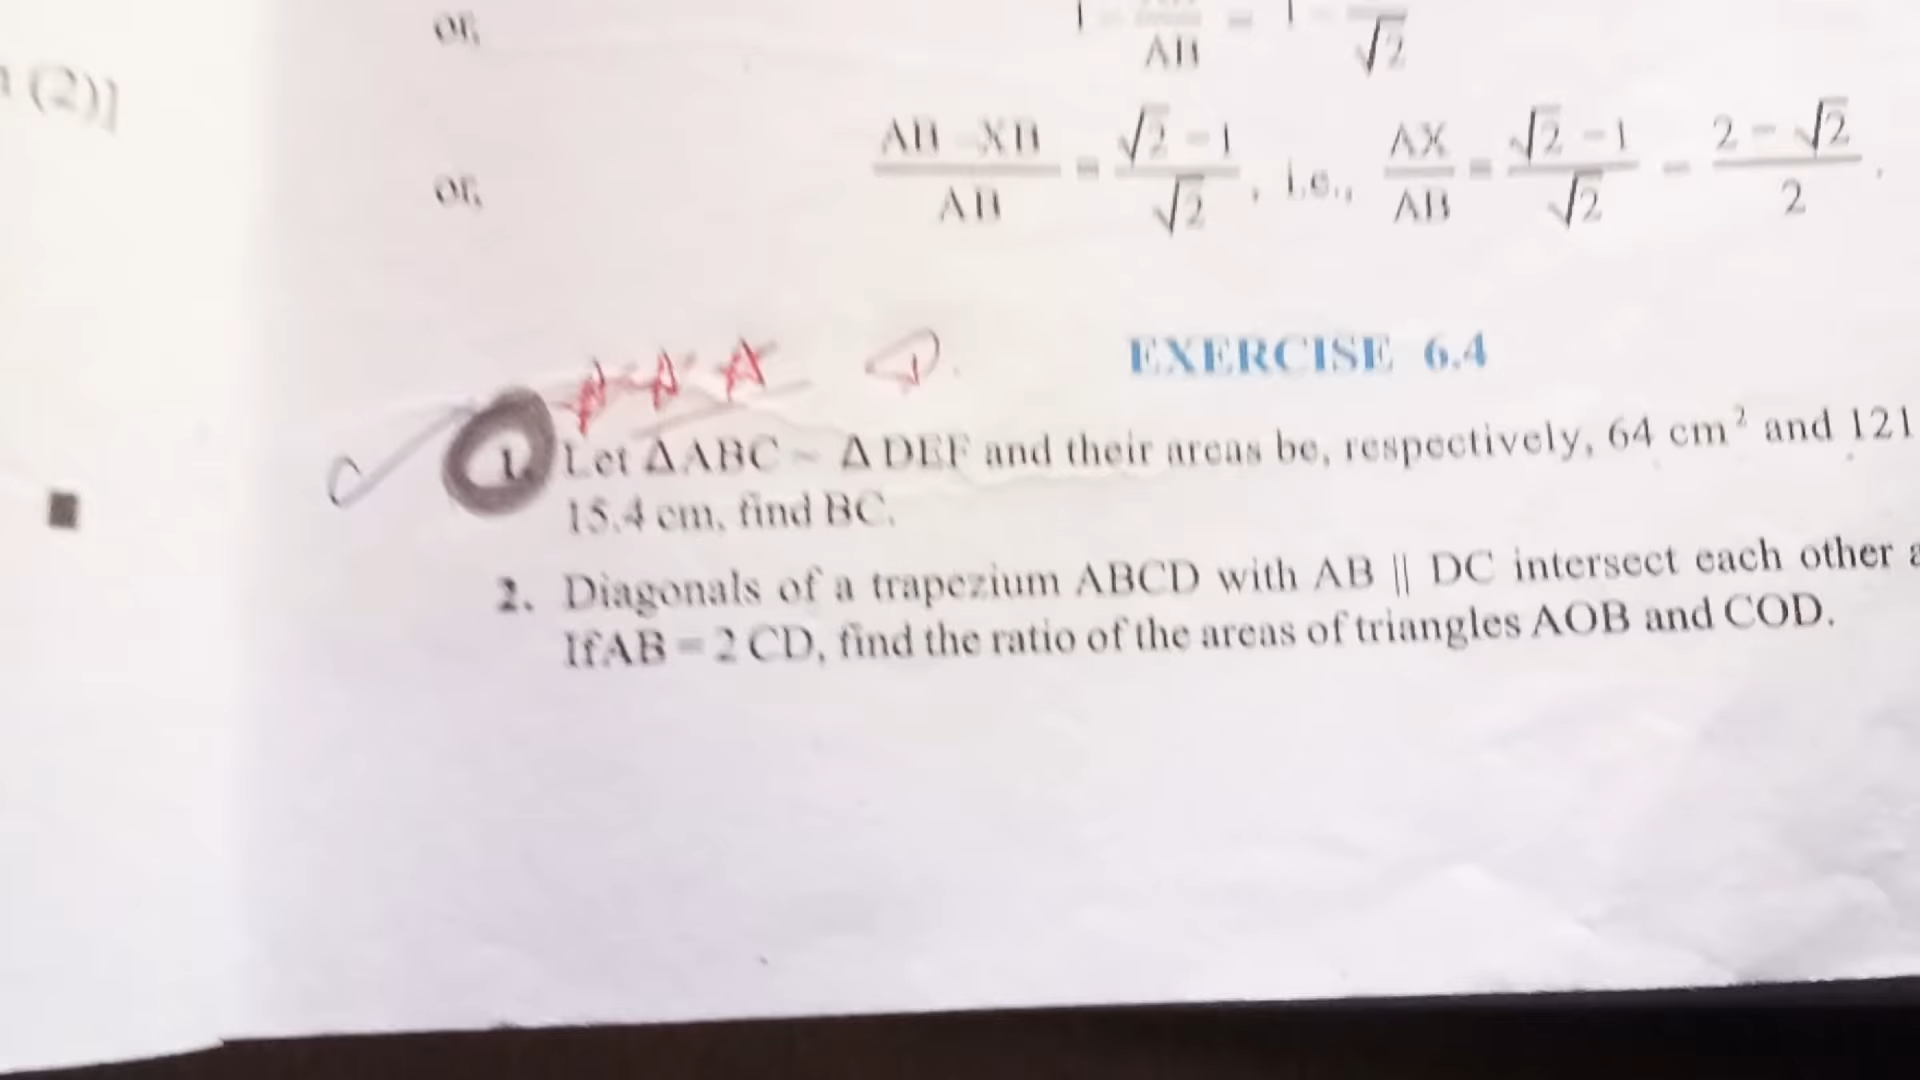 or,
1 - / AB = 1 - / √2
n (2)]
or, AB - XB / AB = √2 - 1 / √2 , i.e., AX / AB = √2 - 1 / √2 = 2 - √2 / 2 .
EXERCISE 6.4
1. Let ΔABC ~ ΔDEF and their areas be, respectively, 64 cm² and 121
15.4 cm, find BC.
2. Diagonals of a trapezium ABCD with AB || DC intersect each other
If AB = 2 CD, find the ratio of the areas of triangles AOB and COD.